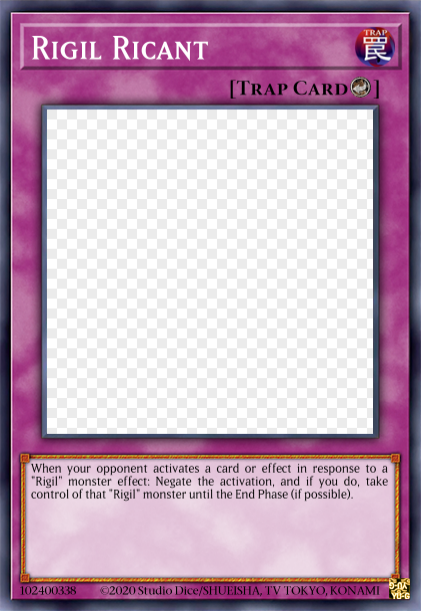 Rigil Ricant
TRAP
罠
[Trap Card]
When your opponent activates a card or effect in response to a
"Rigil" monster effect: Negate the activation, and if you do, take
control of that "Rigil" monster until the End Phase (if possible).
102400338 ©2020 Studio Dice/SHUEISHA, TV TOKYO, KONAMI